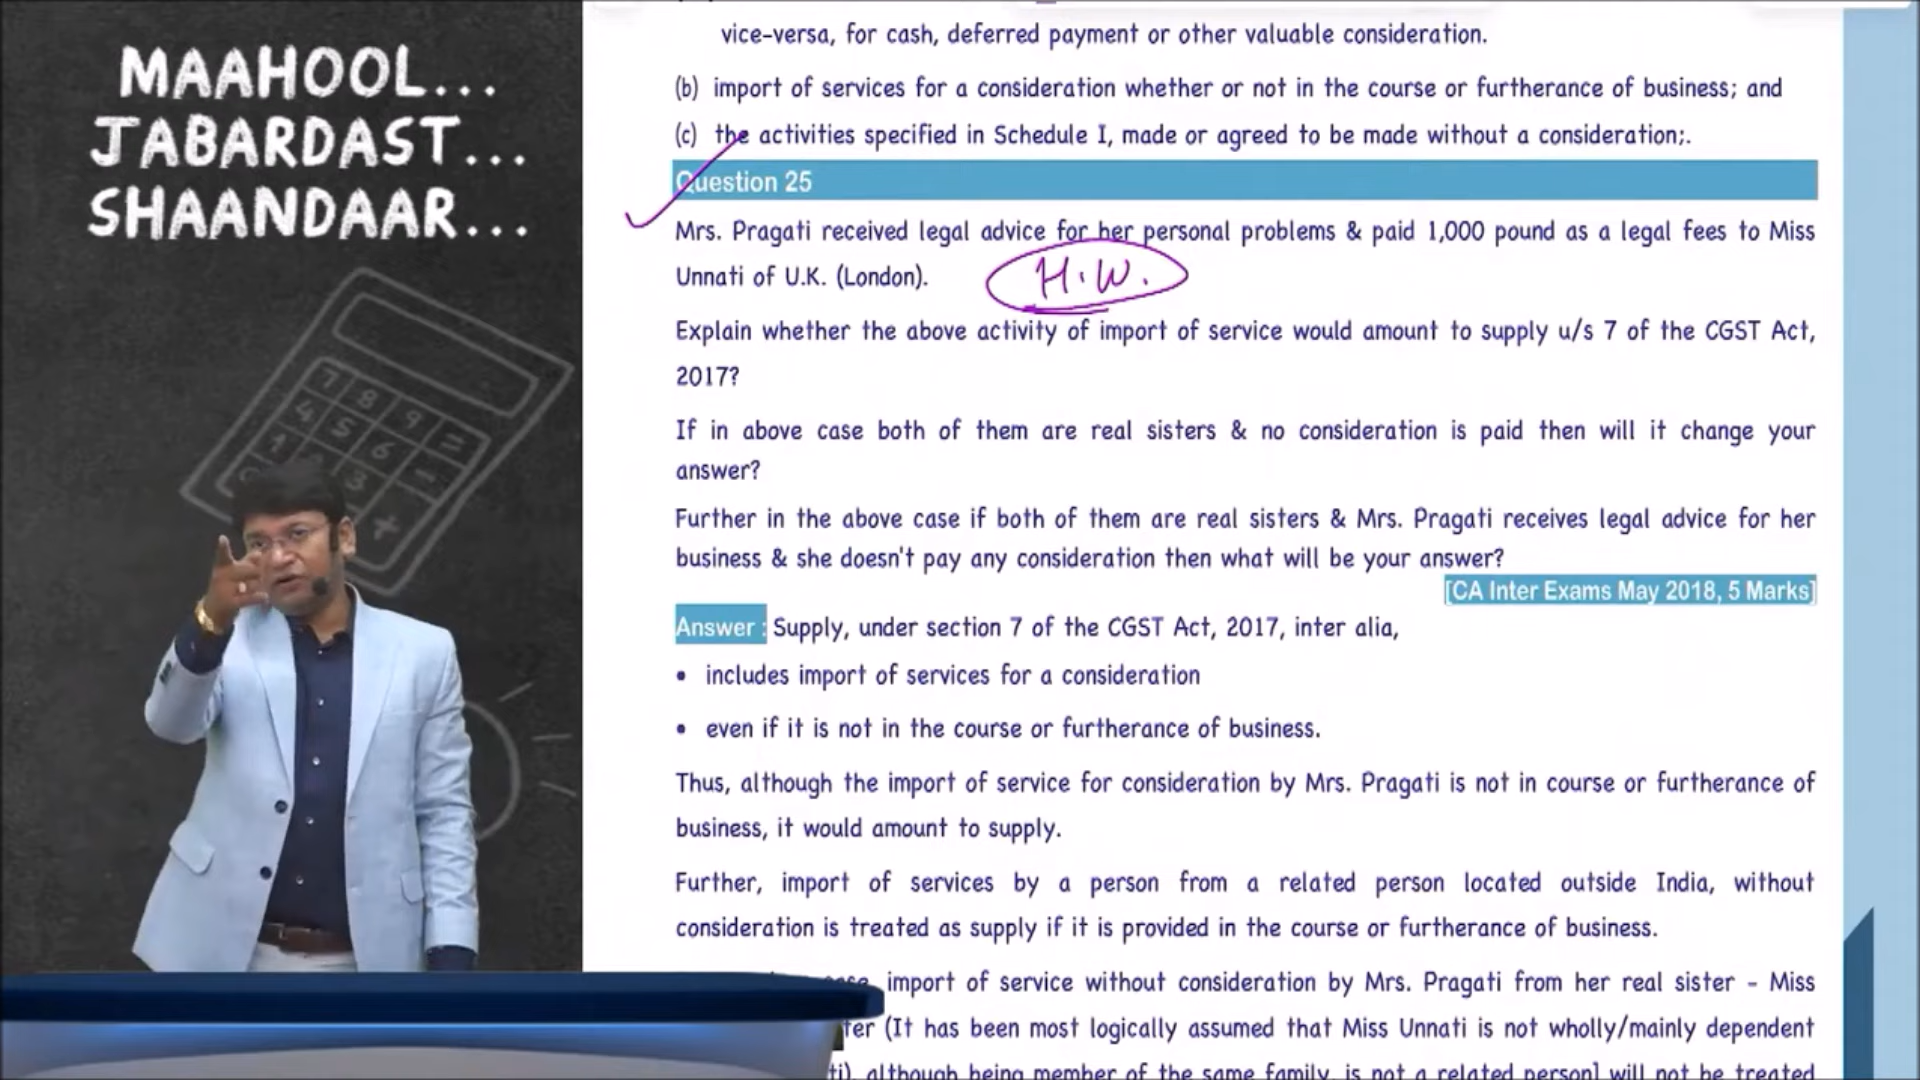 MAAHOOL...
JABARDAST...
SHAANDAAR...
vice-versa, for cash, deferred payment or other valuable consideration.
(b) import of services for a consideration whether or not in the course or furtherance of business; and
(c) the activities specified in Schedule I, made or agreed to be made without a consideration;.
Question 25
Mrs. Pragati received legal advice for her personal problems & paid 1,000 pound as a legal fees to Miss
Unnati of U.K. (London).
H.W.
Explain whether the above activity of import of service would amount to supply u/s 7 of the CGST Act,
2017?
If in above case both of them are real sisters & no consideration is paid then will it change your
answer?
Further in the above case if both of them are real sisters & Mrs. Pragati receives legal advice for her
business & she doesn't pay any consideration then what will be your answer?
[CA Inter Exams May 2018, 5 Marks]
Answer : Supply, under section 7 of the CGST Act, 2017, inter alia,
• includes import of services for a consideration
• even if it is not in the course or furtherance of business.
Thus, although the import of service for consideration by Mrs. Pragati is not in course or furtherance of
business, it would amount to supply.
Further, import of services by a person from a related person located outside India, without
consideration is treated as supply if it is provided in the course or furtherance of business.
import of service without consideration by Mrs. Pragati from her real sister - Miss
(It has been most logically assumed that Miss Unnati is not wholly/mainly dependent
although being member of the same family, is not a related person] will not be treated
7 8 9 =
4 5 6 -
1 3
+